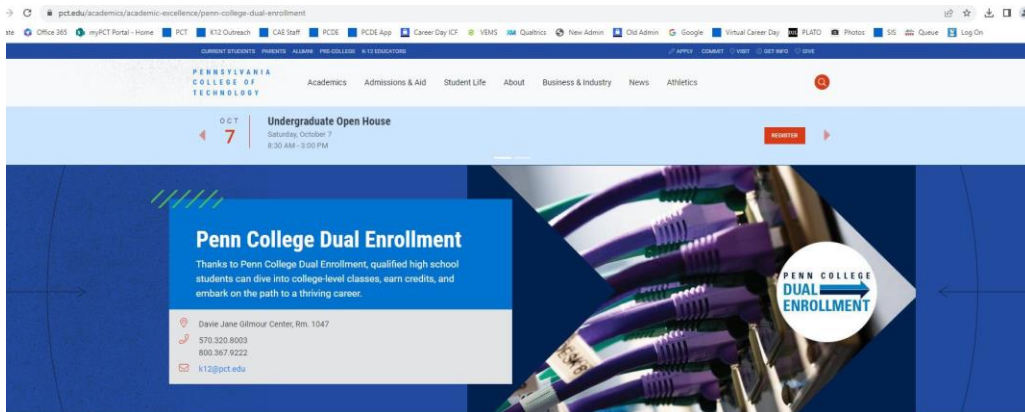 pct.edu/academics/academic-excellence/penn-college-dual-enrollment
ate Office 365 myPCT Portal - Home PCT K12 Outreach CAE Staff PCDE PCDE App Career Day ICF VEMS Qualtrics New Admin Old Admin Google Virtual Career Day PLATO Photos SIS Queue Log On
CURRENT STUDENTS PARENTS ALUMNI PRE-COLLEGE K-12 EDUCATORS APPLY COMMIT VISIT GET INFO GIVE
PENNSYLVANIA
COLLEGE OF
TECHNOLOGY
Academics Admissions & Aid Student Life About Business & Industry News Athletics
OCT
7
Undergraduate Open House
Saturday, October 7
8:30 AM - 3:00 PM
REGISTER
Penn College Dual Enrollment
Thanks to Penn College Dual Enrollment, qualified high school
students can dive into college-level classes, earn credits, and
embark on the path to a thriving career.
Davie Jane Gilmour Center, Rm. 1047
570.320.8003
800.367.9222
k12@pct.edu
PENN COLLEGE
DUAL
ENROLLMENT